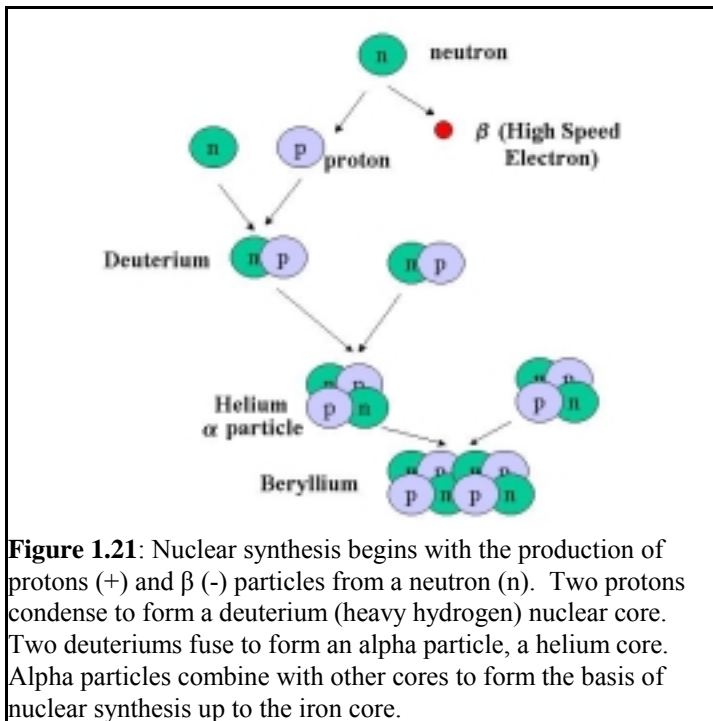 n neutron
β (High Speed
Electron)
n p proton
Deuterium n p n p
n p
p n
n p
p n
Helium
α particle
Beryllium
n p n p
p n p n
Figure 1.21: Nuclear synthesis begins with the production of
protons (+) and β (-) particles from a neutron (n). Two protons
condense to form a deuterium (heavy hydrogen) nuclear core.
Two deuteriums fuse to form an alpha particle, a helium core.
Alpha particles combine with other cores to form the basis of
nuclear synthesis up to the iron core.